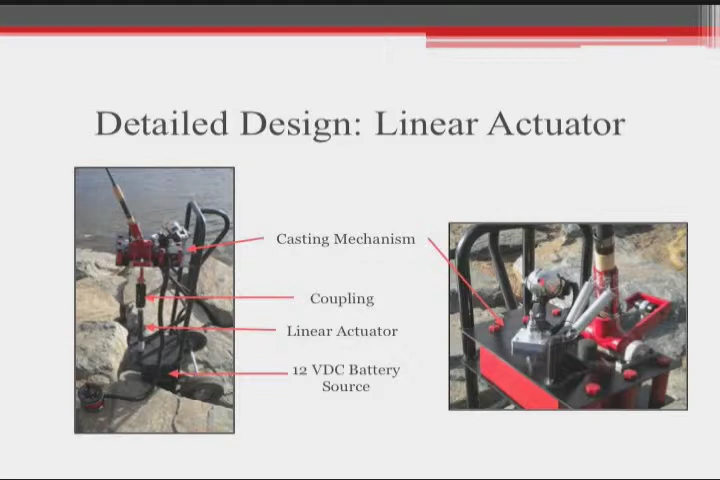 Detailed Design: Linear Actuator
Casting Mechanism
Coupling
Linear Actuator
12 VDC Battery
Source